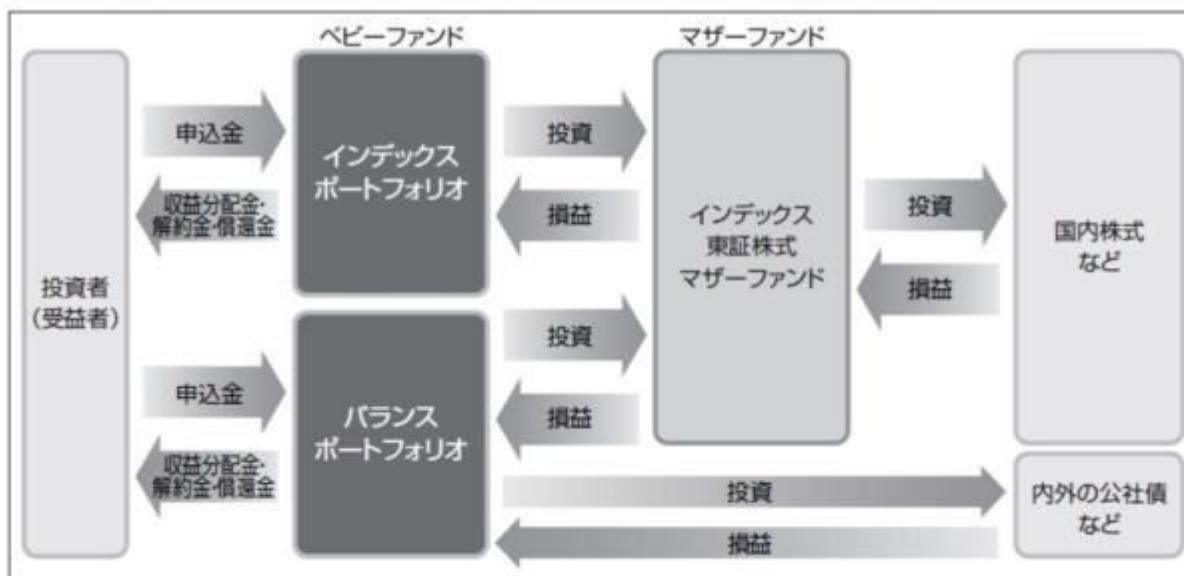 ベビーファンド
マザーファンド
投資者
(受益者)
申込金
収益分配金・
解約金・償還金
インデックス
ポートフォリオ
投資
損益
申込金
収益分配金・
解約金・償還金
バランス
ポートフォリオ
投資
損益
インデックス
東証株式
マザーファンド
投資
損益
国内株式
など
投資
損益
内外の公社債
など